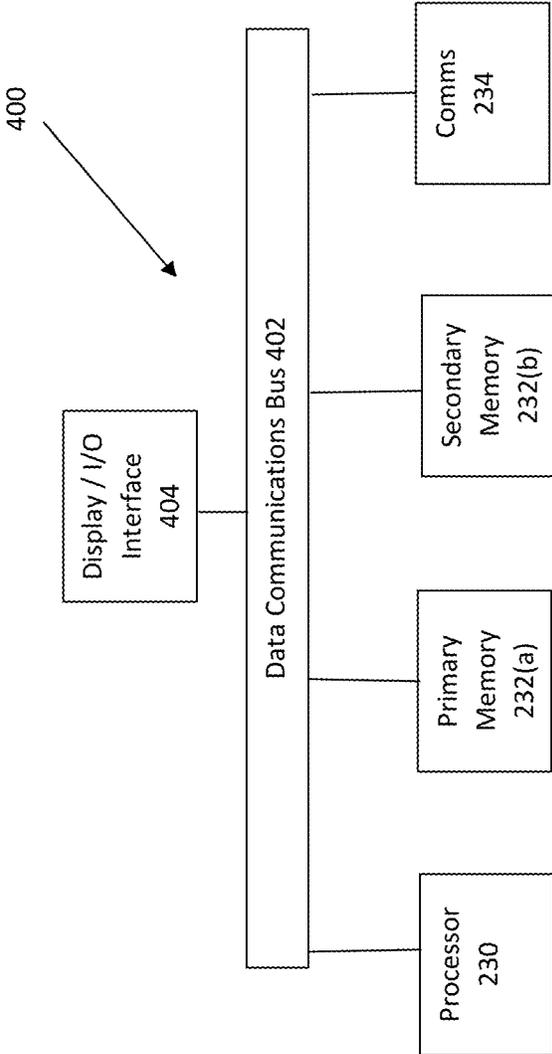 400
Display / I/O
Interface
404
Data Communications Bus 402
Processor
230
Primary
Memory
232(a)
Secondary
Memory
232(b)
Comms
234